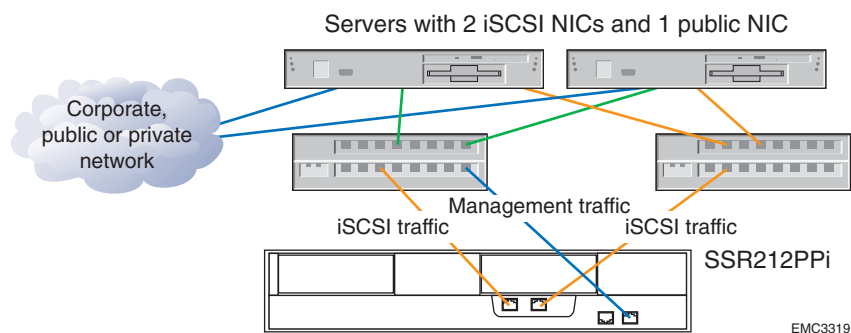 Servers with 2 iSCSI NICs and 1 public NIC
Corporate,
public or private
network
Management traffic
iSCSI traffic
iSCSI traffic
SSR212PPi
EMC3319